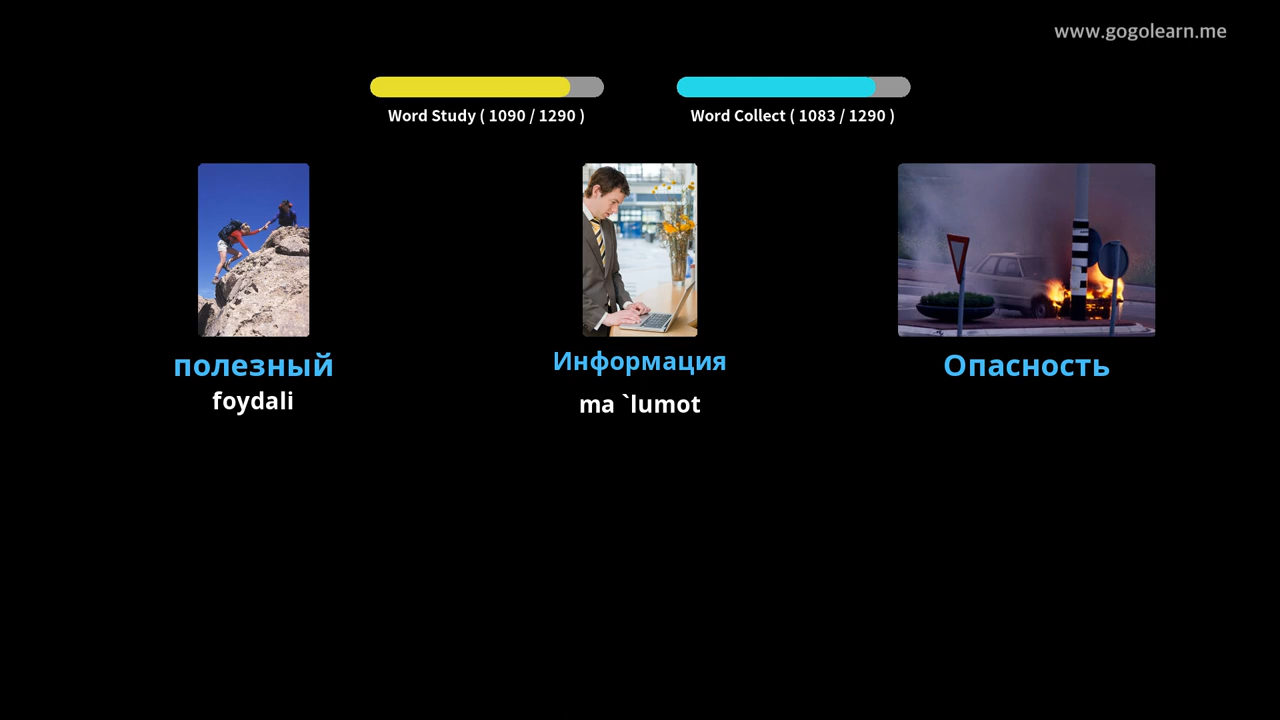 www.gogolearn.me
Word Study ( 1090 / 1290 )
Word Collect ( 1083 / 1290 )
полезный
foydali
Информация
ma `lumot
Опасность